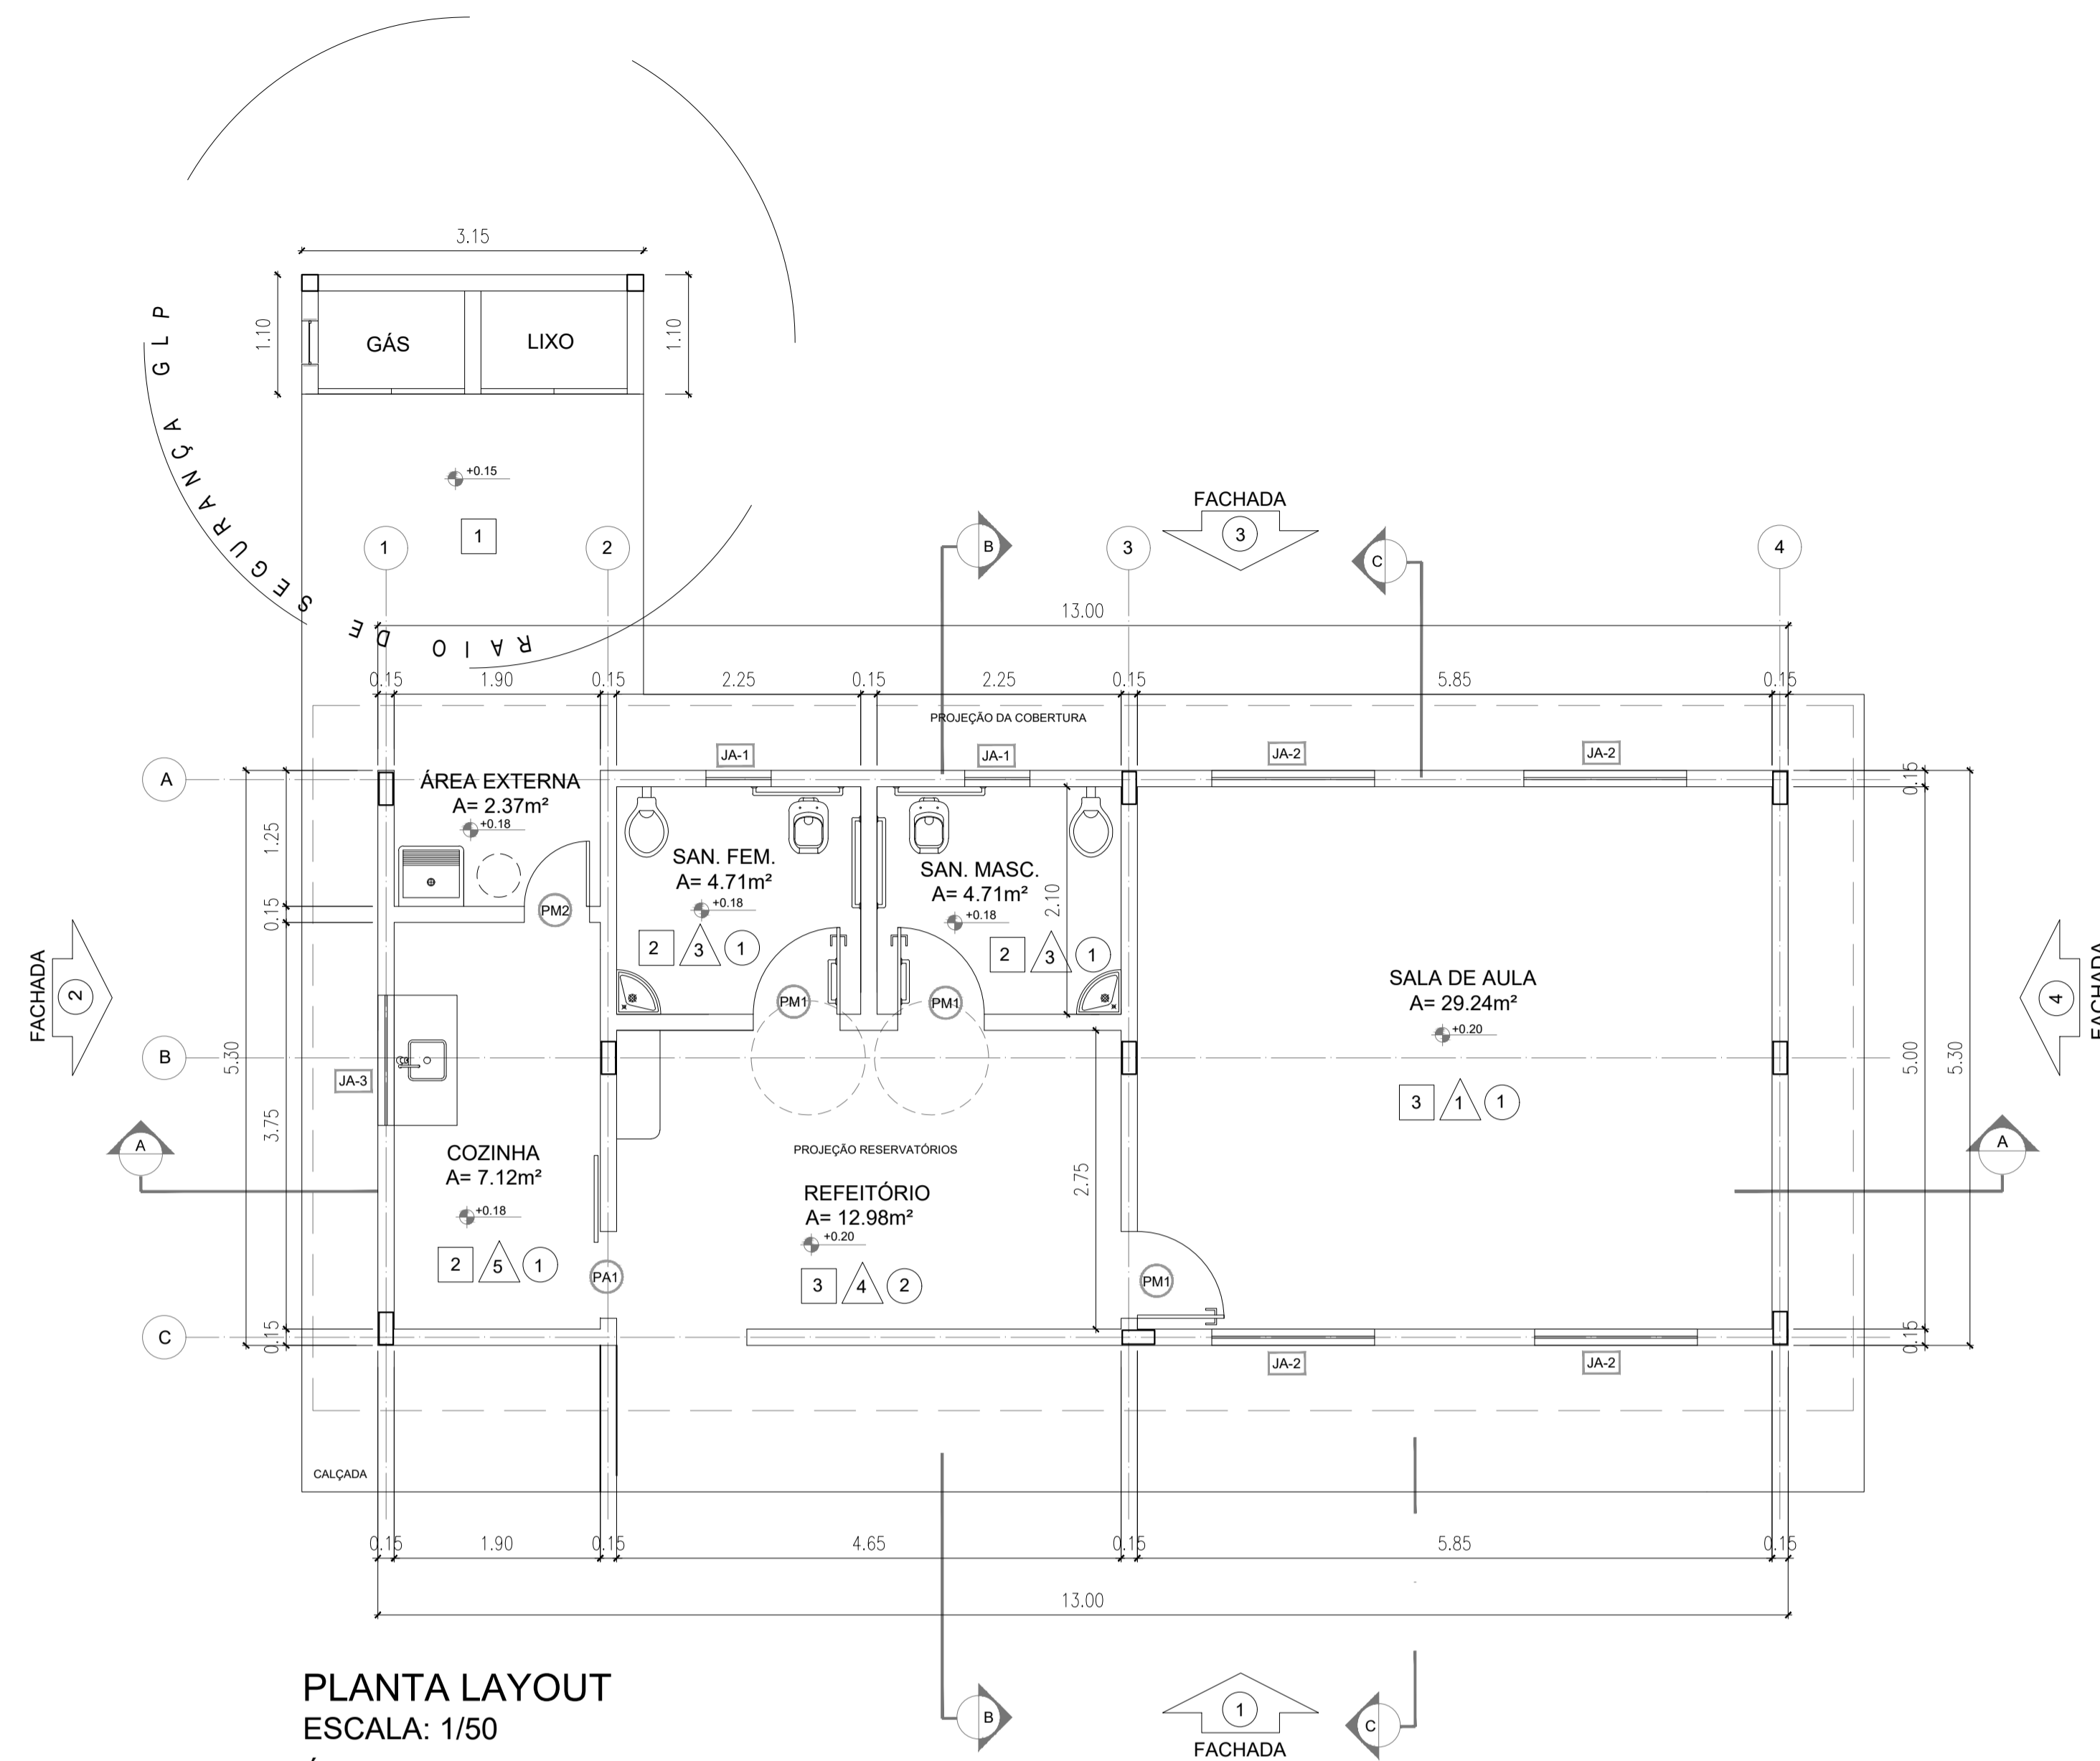 3.15
1.10
GÁS
LIXO
1.10
RAIO DE SEGURANÇA GLP
+0.15
1
FACHADA
3
B
C
1
2
3
4
13.00
0.15
1.90
0.15
2.25
0.15
2.25
0.15
5.85
0.15
PROJEÇÃO DA COBERTURA
JA-1
JA-1
JA-2
JA-2
A
ÁREA EXTERNA
A= 2.37m²
+0.18
0.15
1.25
SAN. FEM.
A= 4.71m²
+0.18
SAN. MASC.
A= 4.71m²
+0.18
2.10
0.15
PM2
2
3
1
2
3
1
FACHADA
2
SALA DE AULA
A= 29.24m²
+0.20
FACHADA
4
PM1
PM1
B
5.30
5.00
5.30
JA-3
3
1
1
3.75
A
COZINHA
A= 7.12m²
+0.18
PROJEÇÃO RESERVATÓRIOS
2.75
REFEITÓRIO
A= 12.98m²
+0.20
A
2
5
1
PA1
3
4
2
PM1
C
0.15
0.15
JA-2
JA-2
CALÇADA
0.15
1.90
0.15
4.65
0.15
5.85
0.15
13.00
PLANTA LAYOUT
ESCALA: 1/50
B
1
C
FACHADA